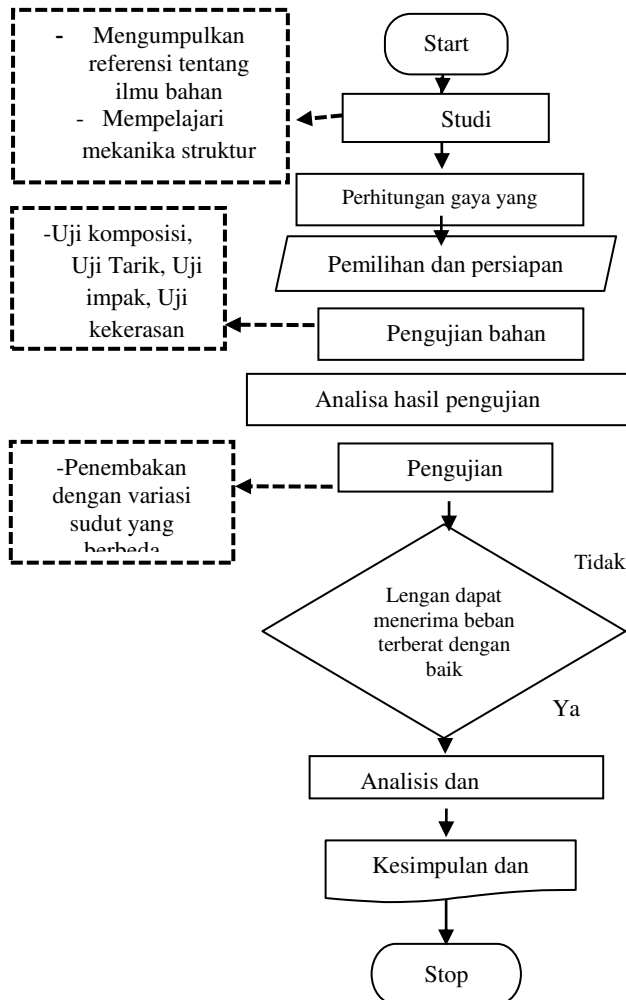 Start
- Mengumpulkan
referensi tentang
ilmu bahan
- Mempelajari
mekanika struktur
Studi
Perhitungan gaya yang
Pemilihan dan persiapan
-Uji komposisi,
Uji Tarik, Uji
impak, Uji
kekerasan
Pengujian bahan
Analisa hasil pengujian
Pengujian
-Penembakan
dengan variasi
sudut yang
berbeda
Tidak
Lengan dapat
menerima beban
terberat dengan
baik
Ya
Analisis dan
Kesimpulan dan
Stop